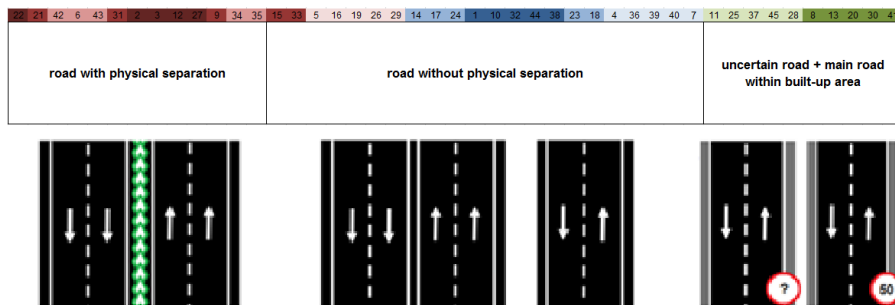 22 21 42 6 43 31 2 3 12 27 9 34 35 15 33 5 16 19 26 29 14 17 24 1 10 32 44 38 23 18 4 36 39 40 7 11 25 37 45 28 8 13 20 30 41
road with physical separation
road without physical separation
uncertain road + main road
within built-up area
? 50